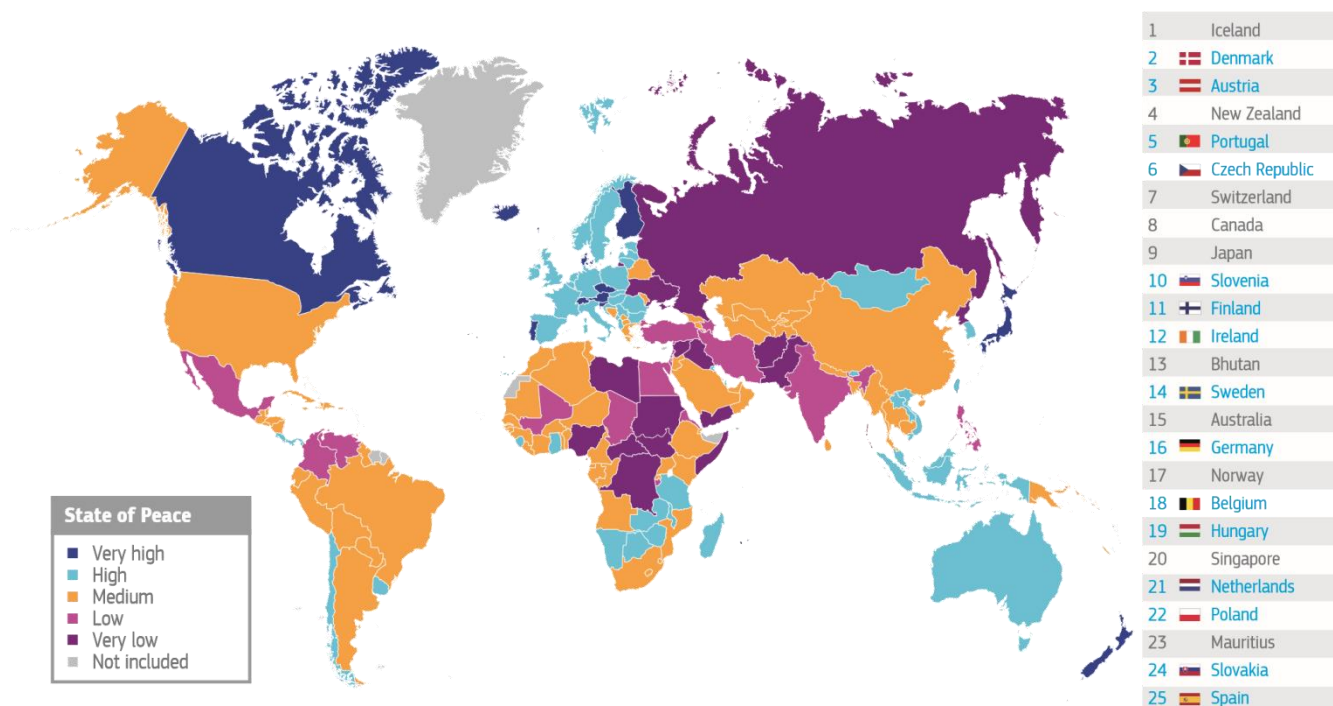 State of Peace
Very high
High
Medium
Low
Very low
Not included
1 Iceland
2 Denmark
3 Austria
4 New Zealand
5 Portugal
6 Czech Republic
7 Switzerland
8 Canada
9 Japan
10 Slovenia
11 Finland
12 Ireland
13 Bhutan
14 Sweden
15 Australia
16 Germany
17 Norway
18 Belgium
19 Hungary
20 Singapore
21 Netherlands
22 Poland
23 Mauritius
24 Slovakia
25 Spain